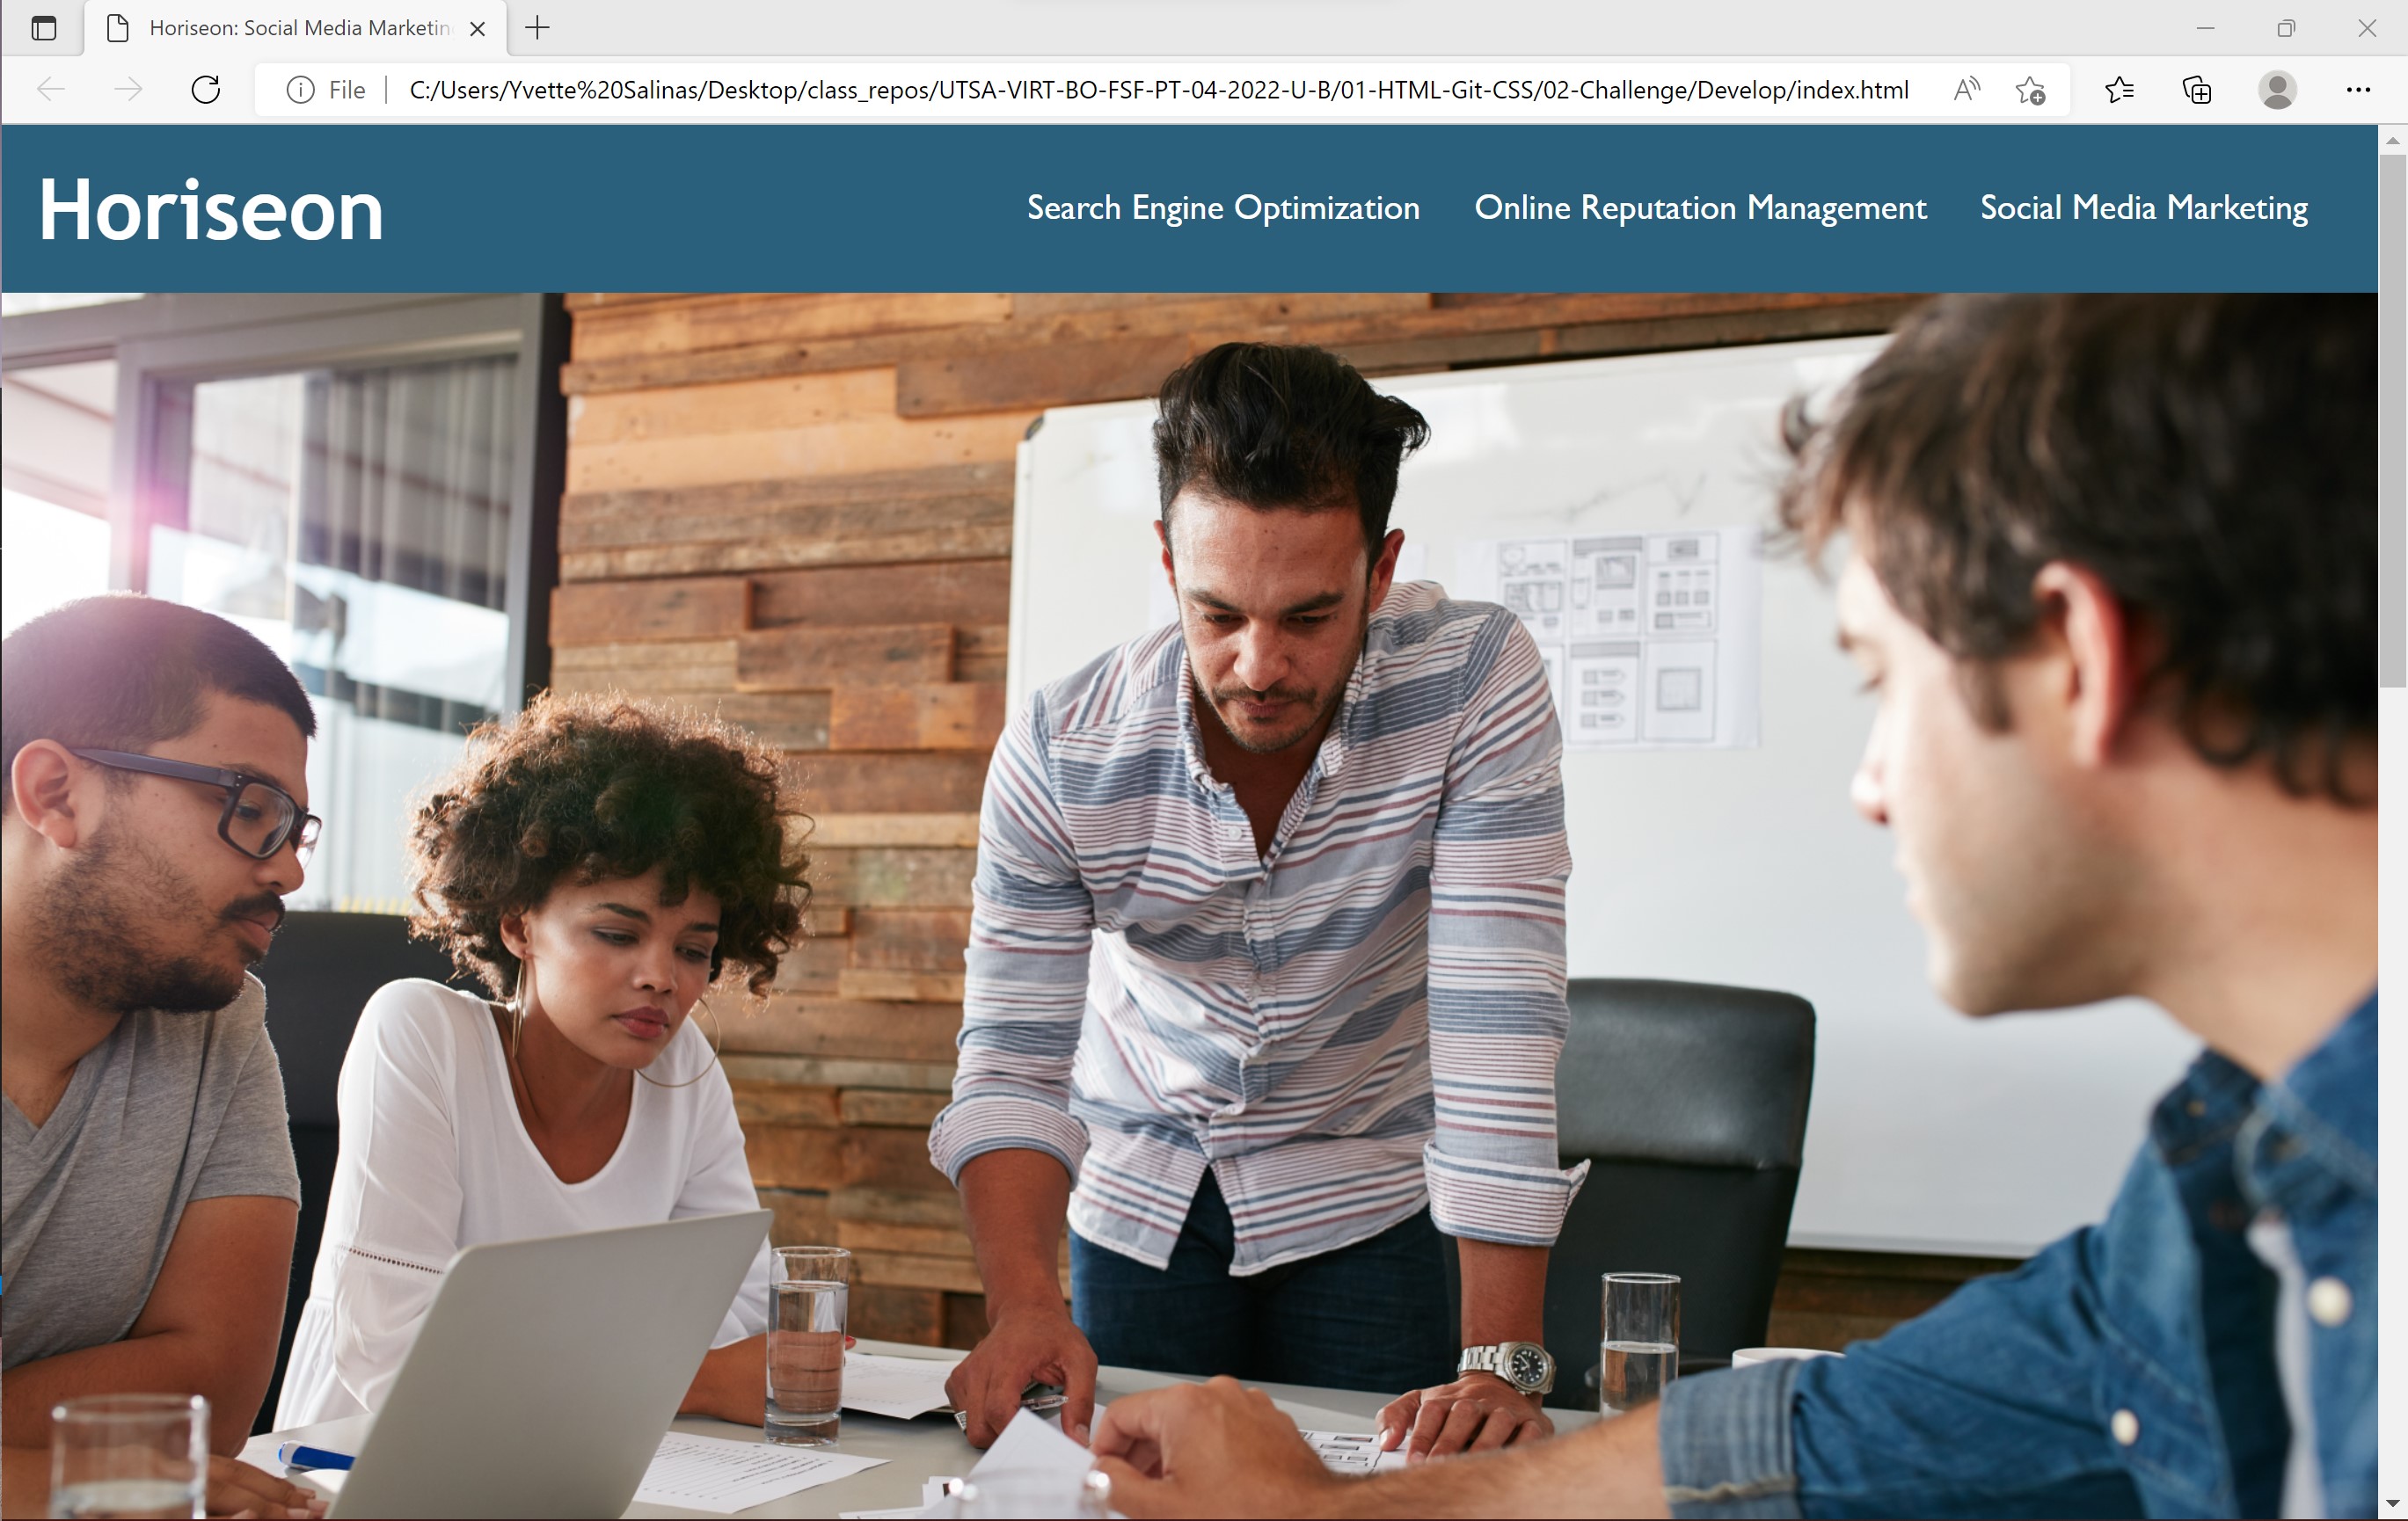 Horiseon: Social Media Marketin
File
C:/Users/Yvette%20Salinas/Desktop/class_repos/UTSA-VIRT-BO-FSF-PT-04-2022-U-B/01-HTML-Git-CSS/02-Challenge/Develop/index.html
Horiseon
Search Engine Optimization
Online Reputation Management
Social Media Marketing